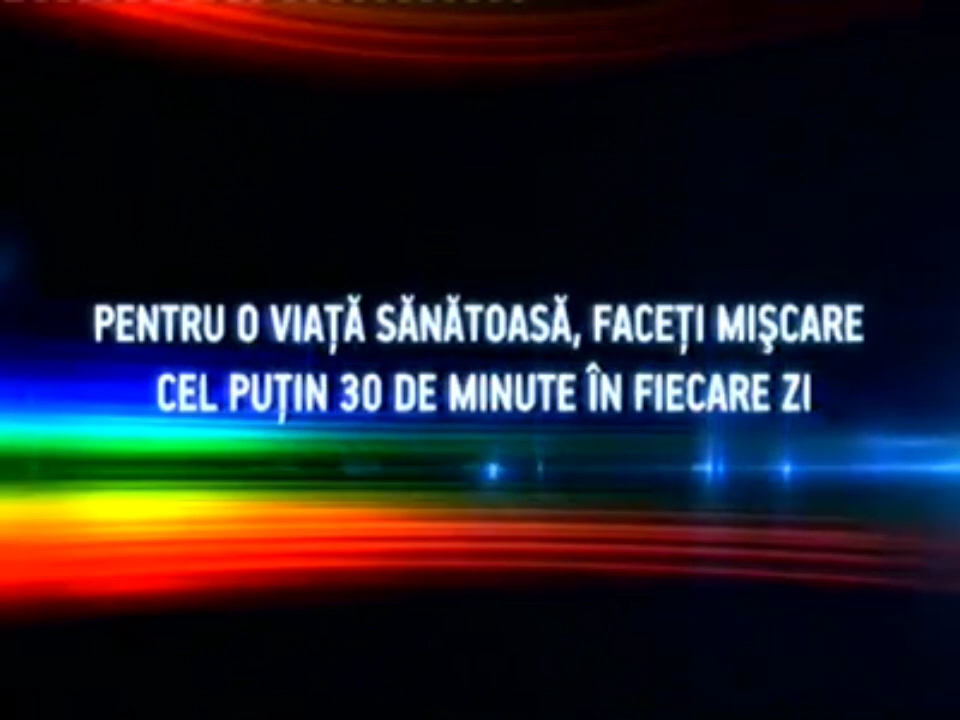 PENTRU O VIAȚĂ SĂNĂTOASĂ, FACEȚI MIŞCARE
CEL PUȚIN 30 DE MINUTE ÎN FIECARE ZI